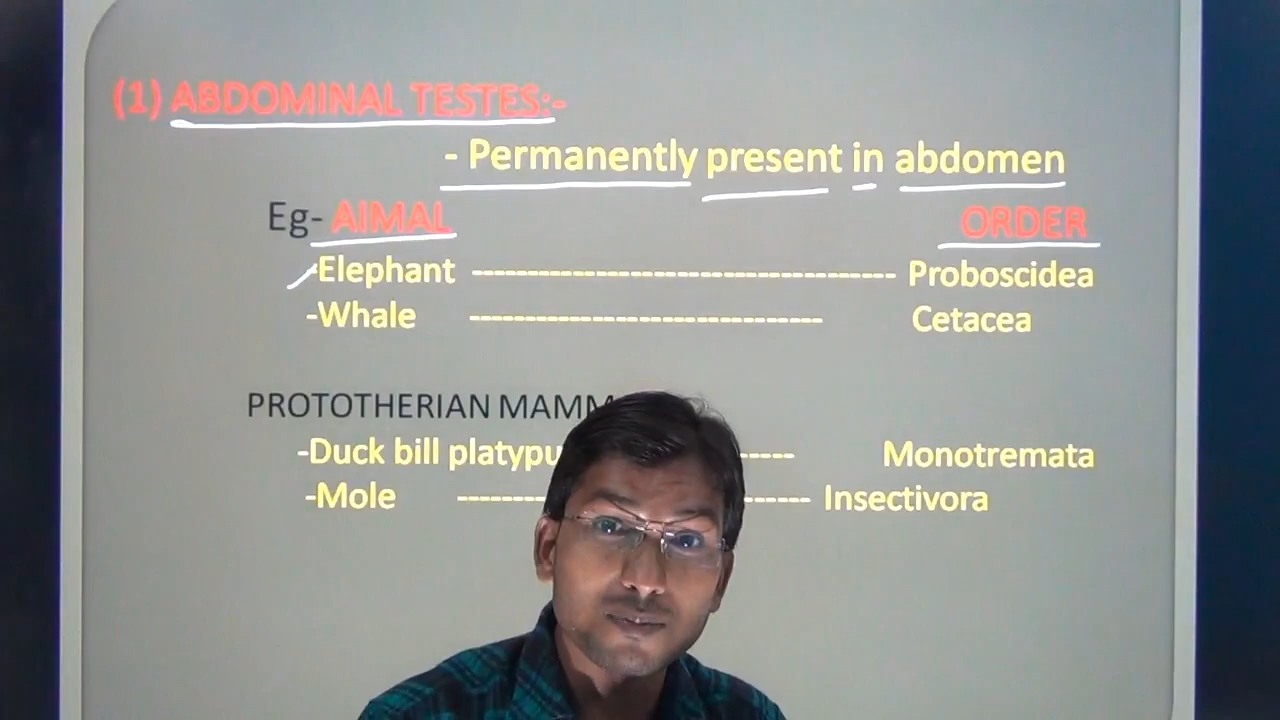 (1) ABDOMINAL TESTES:-
- Permanently present in abdomen
Eg- AIMAL ORDER
-Elephant ------------------------------------- Proboscidea
-Whale ------------------------------- Cetacea
PROTOTHERIAN
-Duck bill ----- Monotremata
-Mole ------- Insectivora